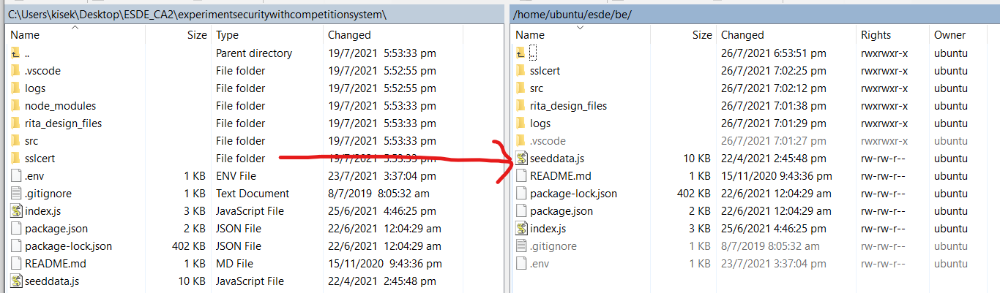 C:\Users\kisek\Desktop\ESDE_CA2\experimentsecuritywithcompetitionsystem\
Name Size Type Changed
.. Parent directory 19/7/2021 5:53:33 pm
.vscode File folder 19/7/2021 5:52:55 pm
logs File folder 19/7/2021 5:53:33 pm
node_modules File folder 19/7/2021 5:53:33 pm
rita_design_files File folder 19/7/2021 5:53:33 pm
src File folder 19/7/2021 5:53:33 pm
sslcert File folder 19/7/2021 5:53:33 pm
.env 1 KB ENV File 23/7/2021 3:37:04 pm
.gitignore 1 KB Text Document 8/7/2019 8:05:32 am
index.js 3 KB JavaScript File 25/6/2021 4:46:25 pm
package.json 2 KB JSON File 22/6/2021 12:04:29 am
package-lock.json 402 KB JSON File 22/6/2021 12:04:29 am
README.md 1 KB MD File 15/11/2020 9:43:36 pm
seeddata.js 10 KB JavaScript File 22/4/2021 2:45:48 pm
/home/ubuntu/esde/be/
Name Size Changed Rights Owner
.. 26/7/2021 6:53:51 pm rwxrwxr-x ubuntu
sslcert 26/7/2021 7:02:25 pm rwxrwxr-x ubuntu
src 26/7/2021 7:02:12 pm rwxrwxr-x ubuntu
rita_design_files 26/7/2021 7:01:38 pm rwxrwxr-x ubuntu
logs 26/7/2021 7:01:29 pm rwxrwxr-x ubuntu
.vscode 26/7/2021 7:01:27 pm rwxrwxr-x ubuntu
seeddata.js 10 KB 22/4/2021 2:45:48 pm rw-rw-r-- ubuntu
README.md 1 KB 15/11/2020 9:43:36 pm rw-rw-r-- ubuntu
package-lock.json 402 KB 22/6/2021 12:04:29 am rw-rw-r-- ubuntu
package.json 2 KB 22/6/2021 12:04:29 am rw-rw-r-- ubuntu
index.js 3 KB 25/6/2021 4:46:25 pm rw-rw-r-- ubuntu
.gitignore 1 KB 8/7/2019 8:05:32 am rw-rw-r-- ubuntu
.env 1 KB 23/7/2021 3:37:04 pm rw-rw-r-- ubuntu